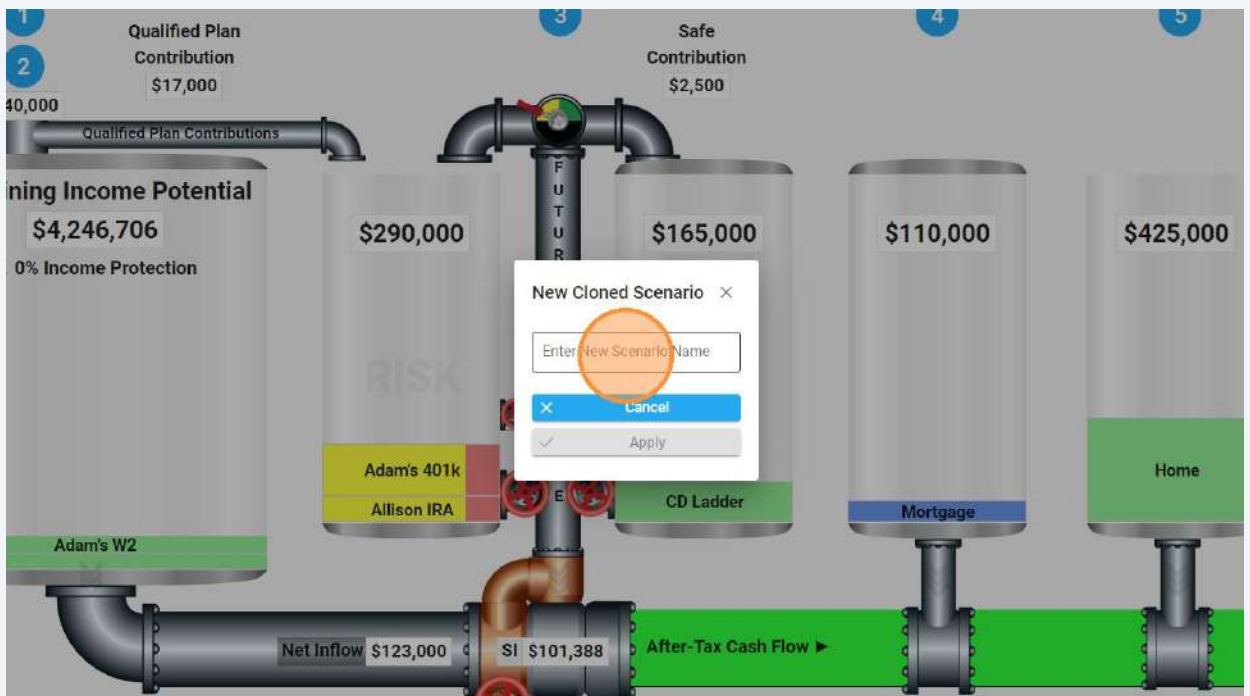 1
2
3
4
5
Qualified Plan
Contribution
$17,000
Safe
Contribution
$2,500
40,000
Qualified Plan Contributions
ning Income Potential
$4,246,706
0% Income Protection
$290,000
$165,000
$110,000
$425,000
F
U
T
U
R
E
RISK
New Cloned Scenario
Enter New Scenario Name
Cancel
Apply
Adam's 401k
Allison IRA
CD Ladder
Mortgage
Home
Adam's W2
Net Inflow $123,000
SI $101,388
After-Tax Cash Flow ►